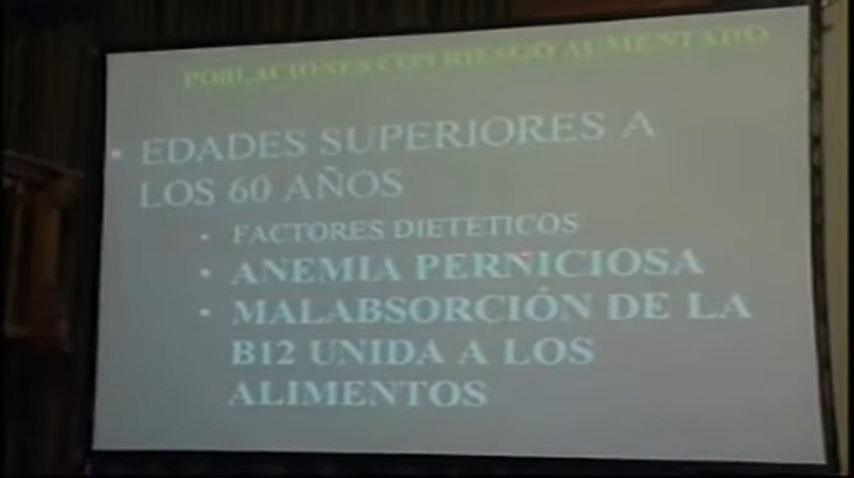 POBLACIONES CON RIESGO AUMENTADO
▪ EDADES SUPERIORES A
LOS 60 AÑOS
• FACTORES DIETETICOS
• ANEMIA PERNICIOSA
• MALABSORCIÓN DE LA
B12 UNIDA A LOS
ALIMENTOS